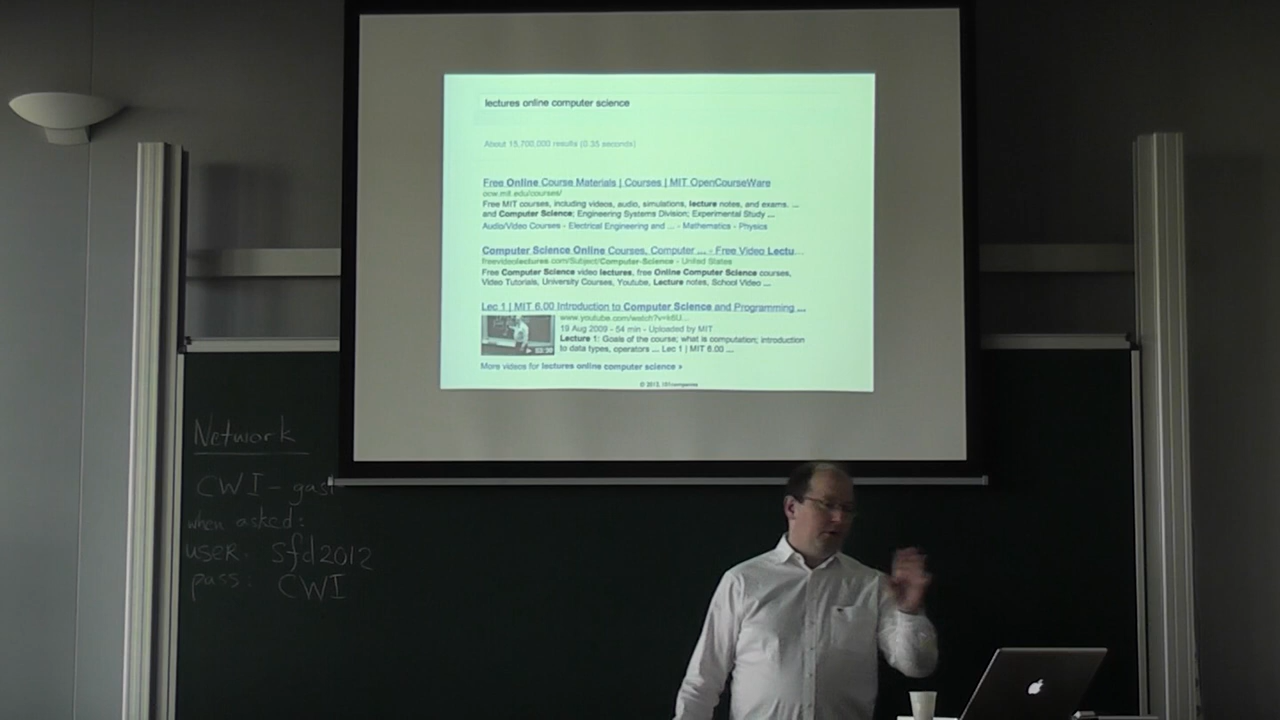 lectures online computer science
About 15,700,000 results (0.35 seconds)
Free Online Course Materials | Courses | MIT OpenCourseWare
ocw.mit.edu/courses/
Free MIT courses, including videos, audio, simulations, lecture notes, and exams. ...
and Computer Science; Engineering Systems Division; Experimental Study ...
Audio/Video Courses - Electrical Engineering and ... - Mathematics - Physics
Computer Science Online Courses, Computer ... - Free Video Lectu...
freevideolectures.com/Subject/Computer-Science - United States
Free Computer Science video lectures, free Online Computer Science courses,
Video Tutorials, University Courses, Youtube, Lecture notes, School Video ...
Lec 1 | MIT 6.00 Introduction to Computer Science and Programming ...
www.youtube.com/watch?v=k6U...
19 Aug 2009 - 54 min - Uploaded by MIT
Lecture 1: Goals of the course; what is computation; introduction
to data types, operators ... Lec 1 | MIT 6.00 ...
More videos for lectures online computer science »
© 2012, 101companies
Network
CWI - gast
when asked:
user: sfd2012
pass: CWI